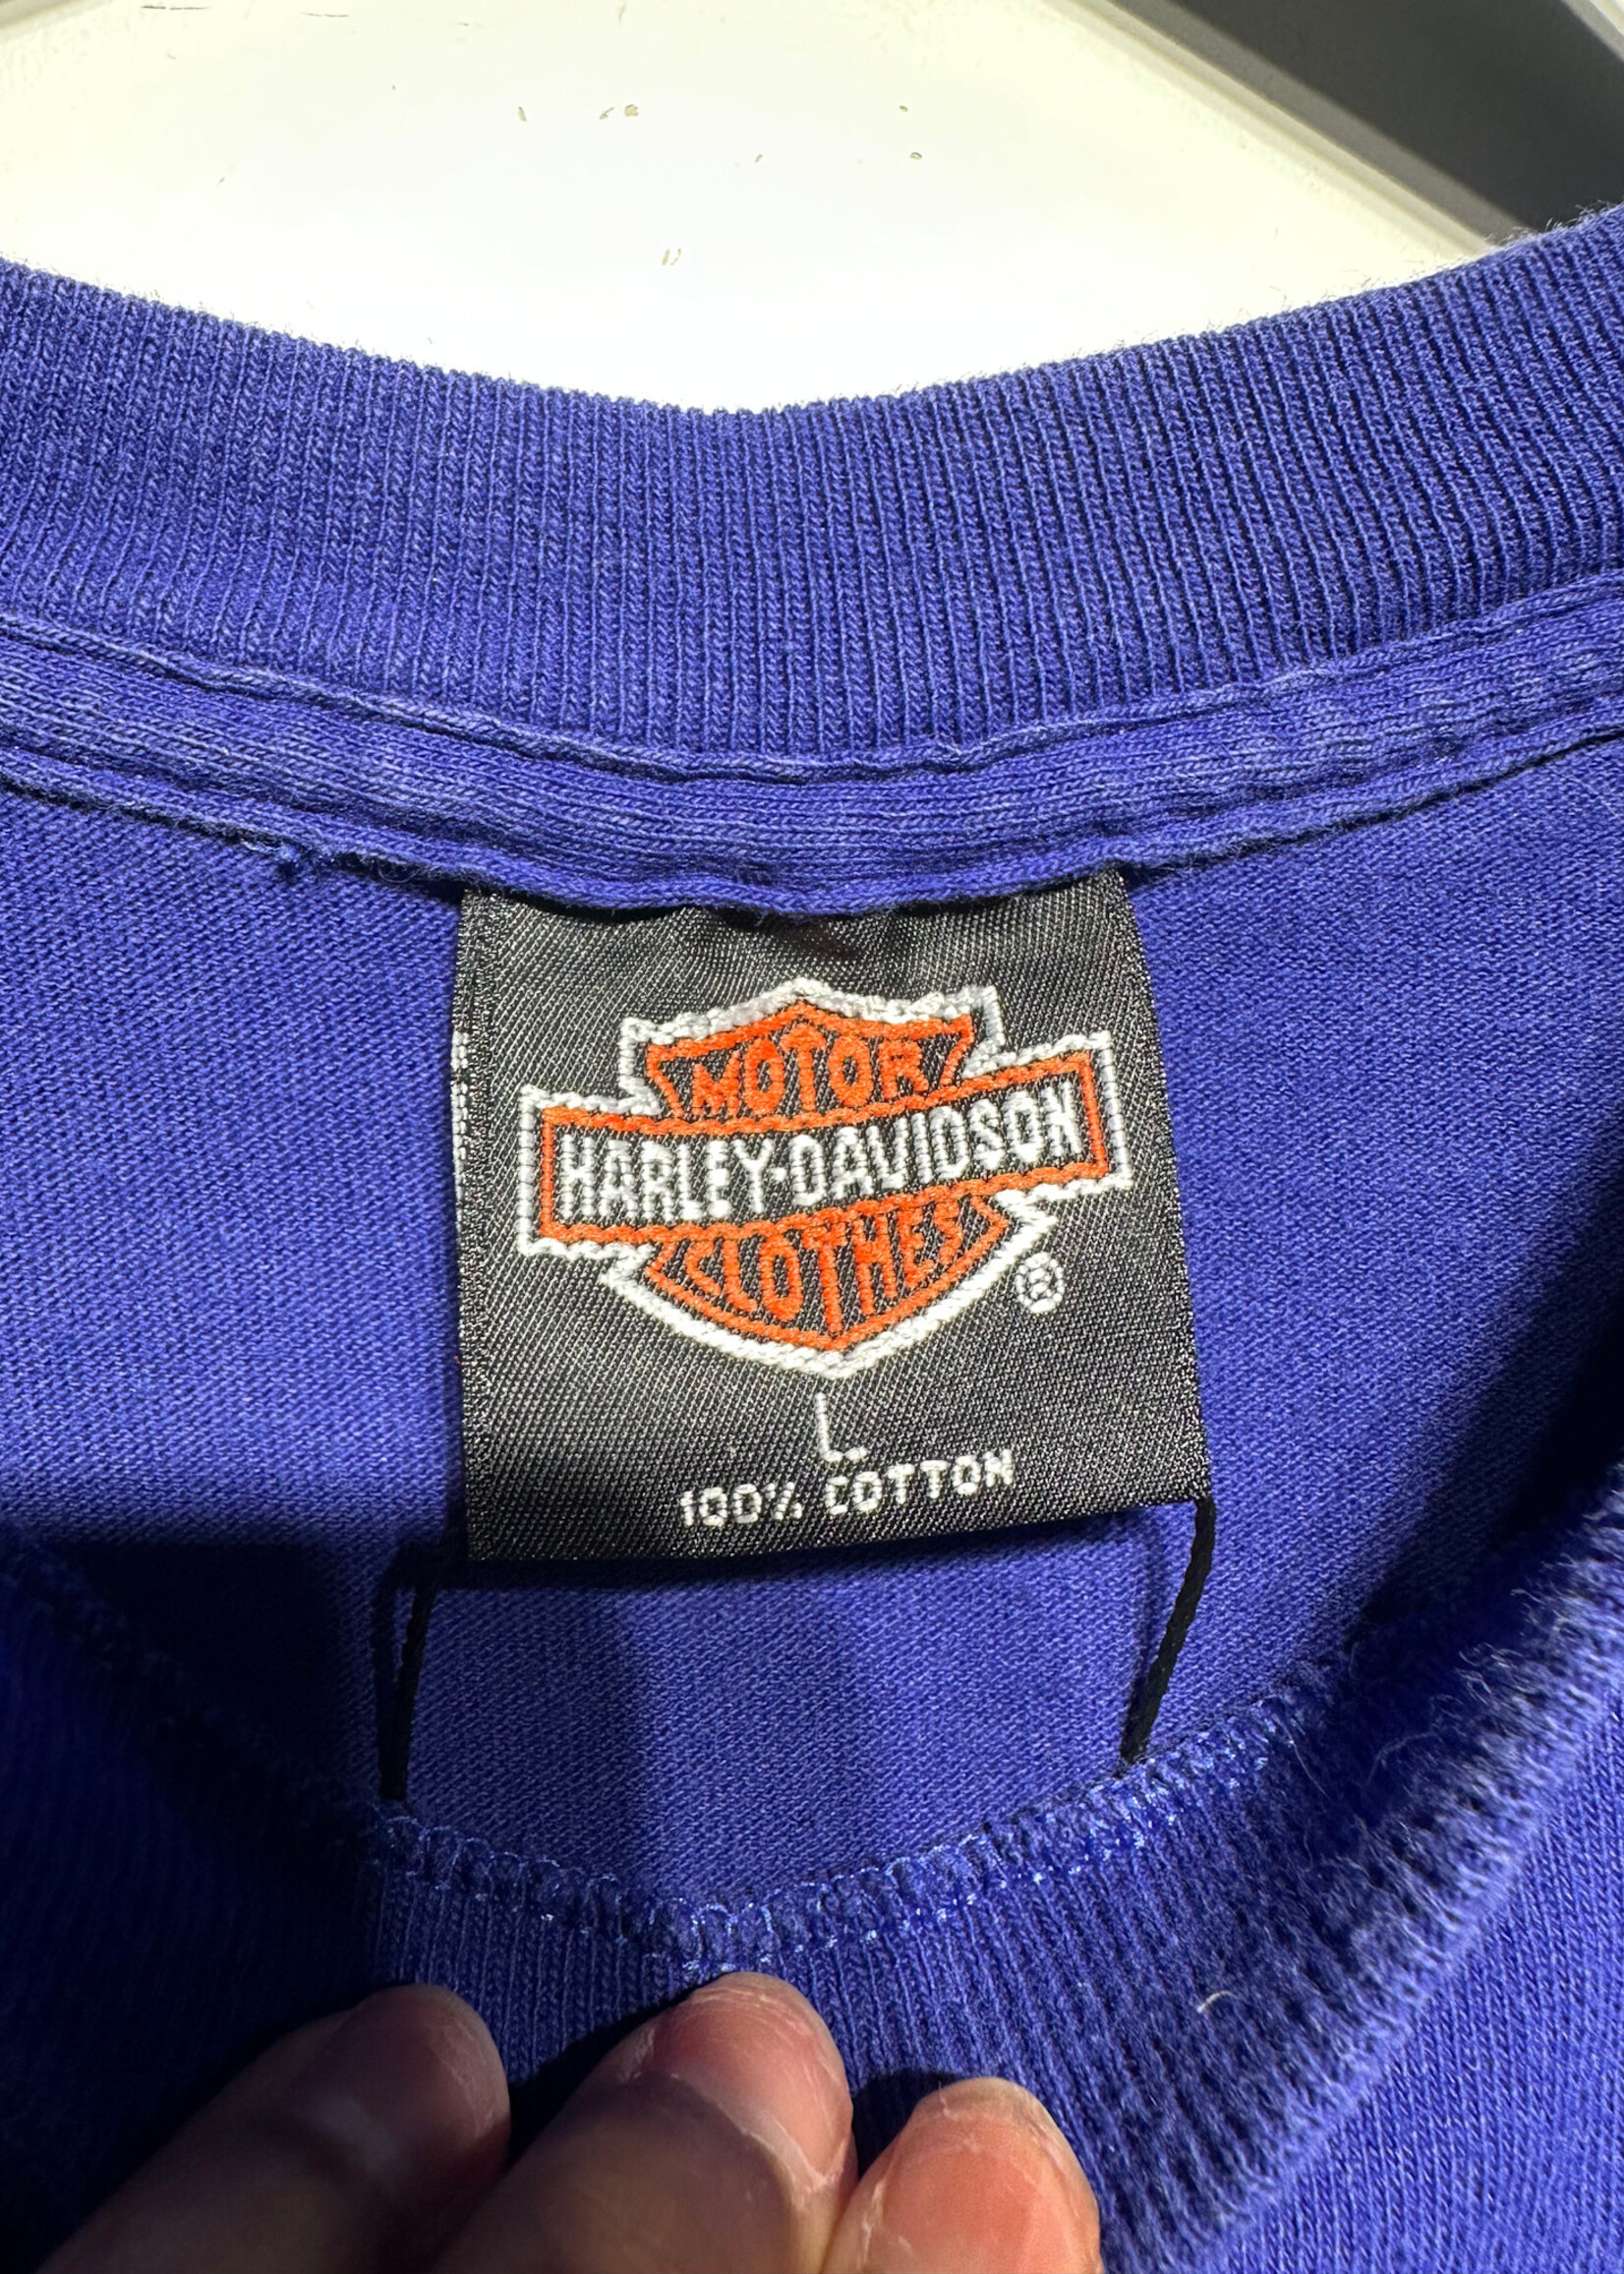 MOTOR
HARLEY-DAVIDSON
CLOTHES
®
L
100% COTTON